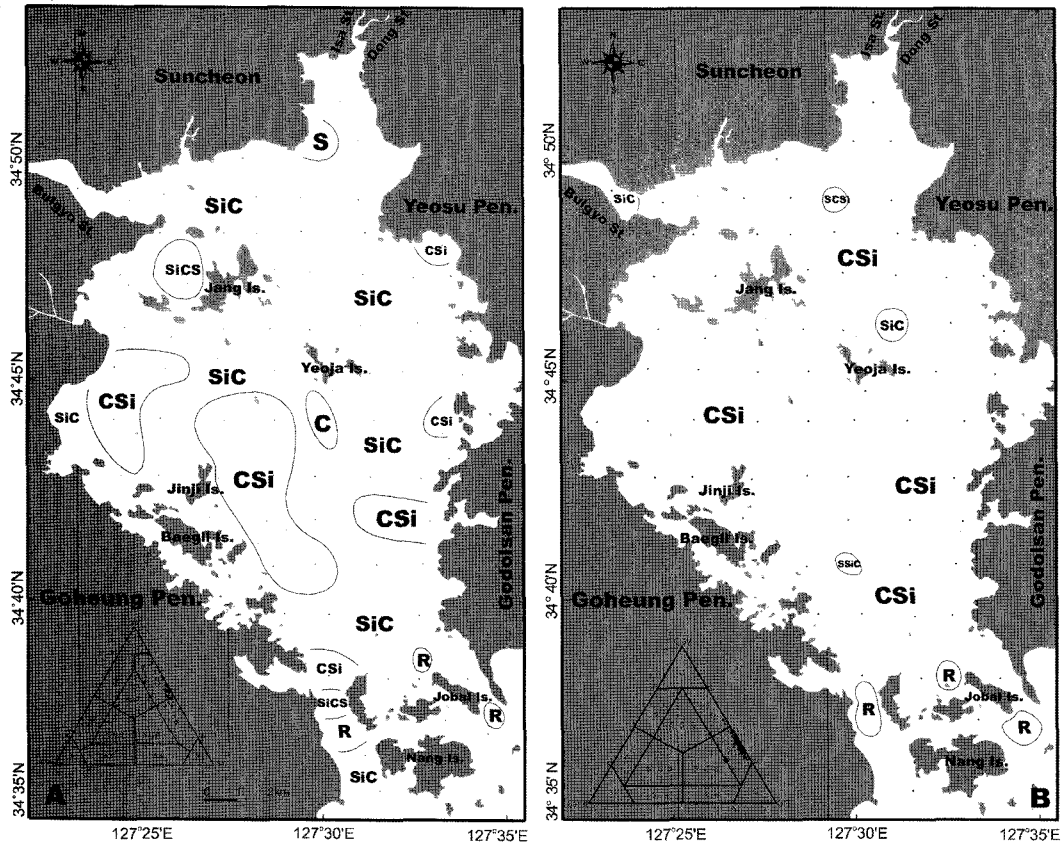 Isa St.
Dong St.
Suncheon
34°50'N
S
Bulgyo St.
SiC
Yeosu Pen.
CSi
SiCS
Jang Is.
SiC
34°45'N
SiC
Yeoja Is.
CSi
SiC
C
CSi
SiC
CSi
Jinji Is.
CSi
Baegil Is.
Godolsan Pen.
34°40'N
Goheung Pen.
SiC
CSi
R
SiCS
Jobal Is.
R
R
Nang Is.
SiC
34°35'N
A
127°25'E
127°30'E
127°35'E
Isa St.
Dong St.
Suncheon
34°50'N
SiC
SCSi
Bulgyo St.
Yeosu Pen.
CSi
Jang Is.
SiC
34°45'N
Yeoja Is.
CSi
Jinji Is.
CSi
Baegil Is.
SSiC
Godolsan Pen.
34°40'N
Goheung Pen.
CSi
R
Jobal Is.
R
R
Nang Is.
34°35'N
B
127°25'E
127°30'E
127°35'E